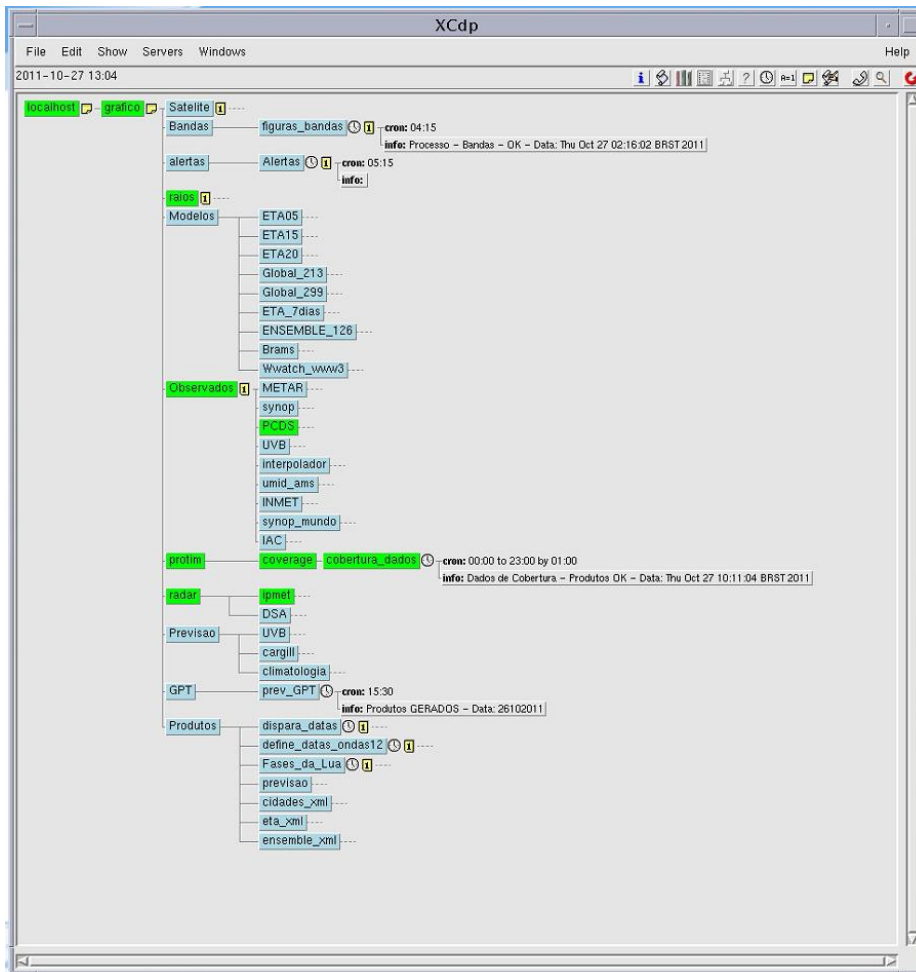 XCdp
File Edit Show Servers Windows Help
2011-10-27 13:04
localhost grafico Satelite
Bandas figuras_bandas cron: 04:15
info: Processo - Bandas - OK - Data: Thu Oct 27 02:16:02 BRST 2011
alertas Alertas cron: 05:15
info:
raios
Modelos ETA05
ETA15
ETA20
Global_213
Global_299
ETA_7dias
ENSEMBLE_126
Brams
Wwatch_www3
Observados METAR
synop
PCDS
UVB
interpolador
umid_ams
INMET
synop_mundo
IAC
protim coverage cobertura_dados cron: 00:00 to 23:00 by 01:00
info: Dados de Cobertura - Produtos OK - Data: Thu Oct 27 10:11:04 BRST 2011
radar ipmet
DSA
Previsao UVB
cargill
climatologia
GPT prev_GPT cron: 15:30
info: Produtos GERADOS - Data: 26102011
Produtos dispara_datas
define_datas_ondas12
Fases_da_Lua
previsao
cidades_xml
eta_xml
ensemble_xml